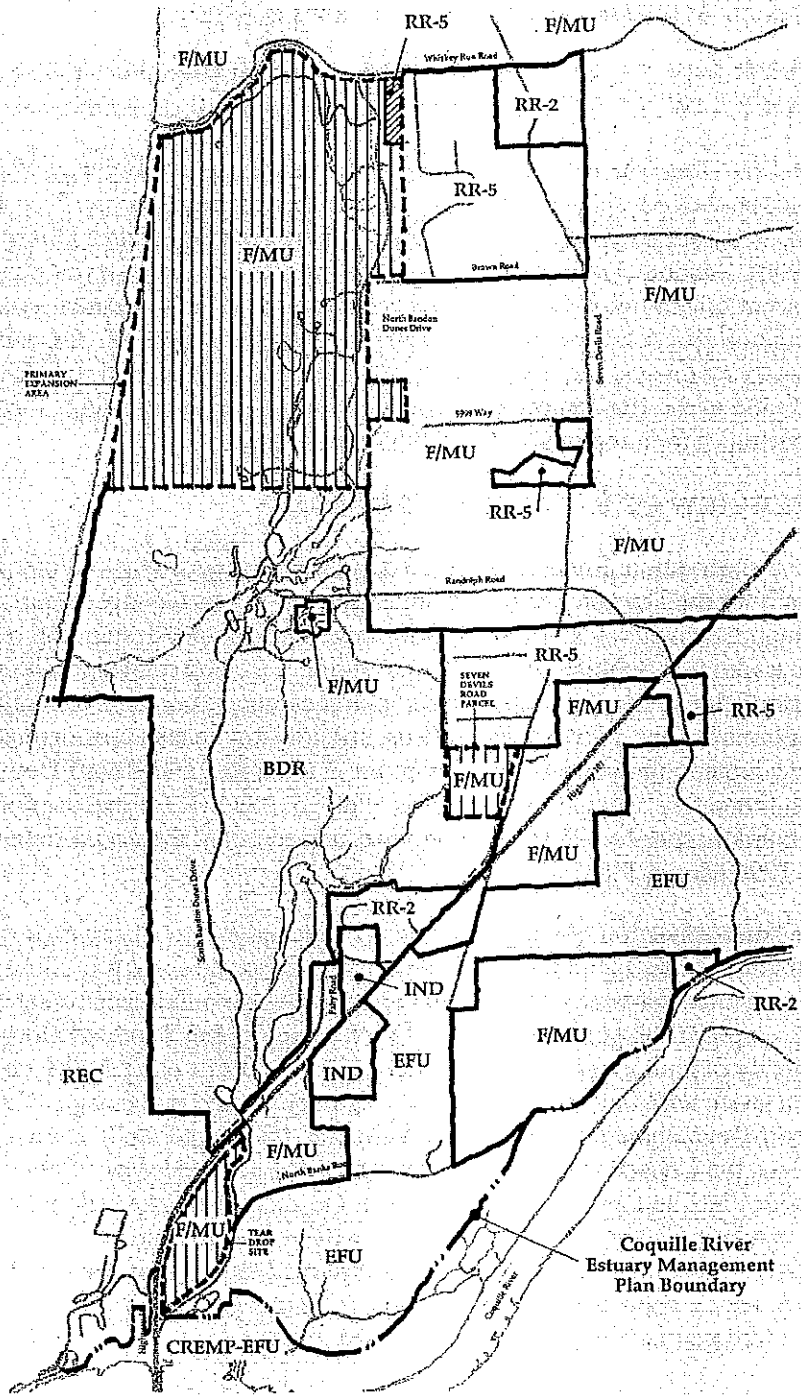 RR-5
F/MU
F/MU
Whiskey Run Road
RR-2
RR-5
F/MU
Brown Road
F/MU
North Bandon
Dunes Drive
Seven Devils Road
PRIMARY
EXPANSION
AREA
F/MU
RR-5
F/MU
Randolph Road
F/MU
RR-5
SEVEN
DEVILS
ROAD
PARCEL
F/MU
RR-5
BDR
F/MU
Highway 101
F/MU
EFU
South Bandon Dunes Drive
RR-2
IND
Fahy Road
RR-2
F/MU
REC
IND
EFU
F/MU
North Banks Road
F/MU
TEAR
DROP
SITE
EFU
Coquille River
Estuary Management
Plan Boundary
Coquille River
CREMP-EFU